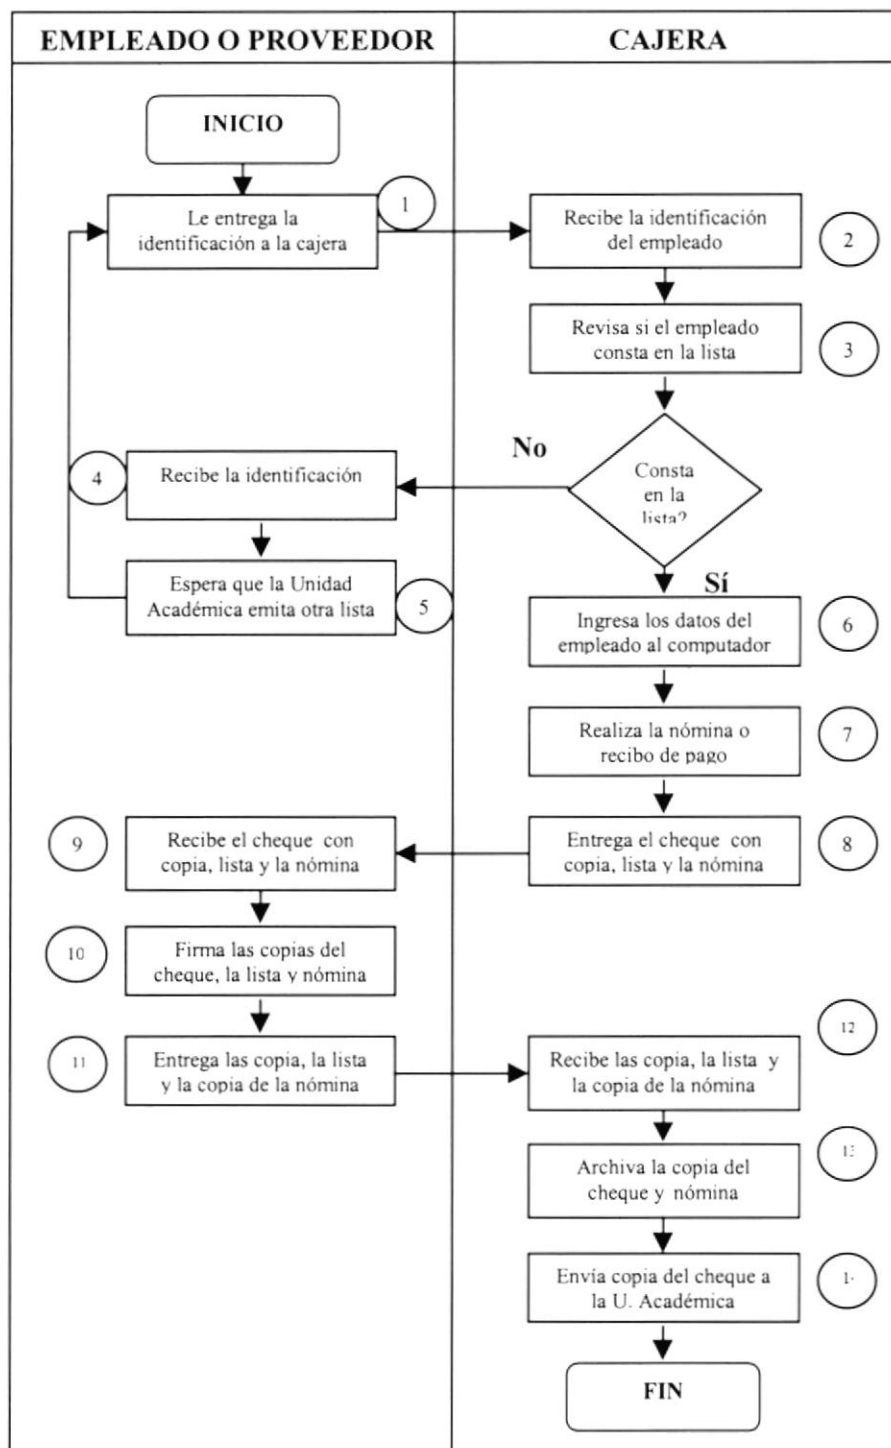 EMPLEADO O PROVEEDOR
CAJERA
INICIO
Le entrega la
identificación a la cajera
1
Recibe la identificación
del empleado
2
Revisa si el empleado
consta en la lista
3
Consta
en la
lista?
No
4
Recibe la identificación
Espera que la Unidad
Académica emita otra lista
5
Sí
Ingresa los datos del
empleado al computador
6
Realiza la nómina o
recibo de pago
7
Entrega el cheque con
copia, lista y la nómina
8
9
Recibe el cheque con
copia, lista y la nómina
10
Firma las copias del
cheque, la lista y nómina
11
Entrega las copia, la lista
y la copia de la nómina
12
Recibe las copia, la lista y
la copia de la nómina
Archiva la copia del
cheque y nómina
Envía copia del cheque a
la U. Académica
FIN